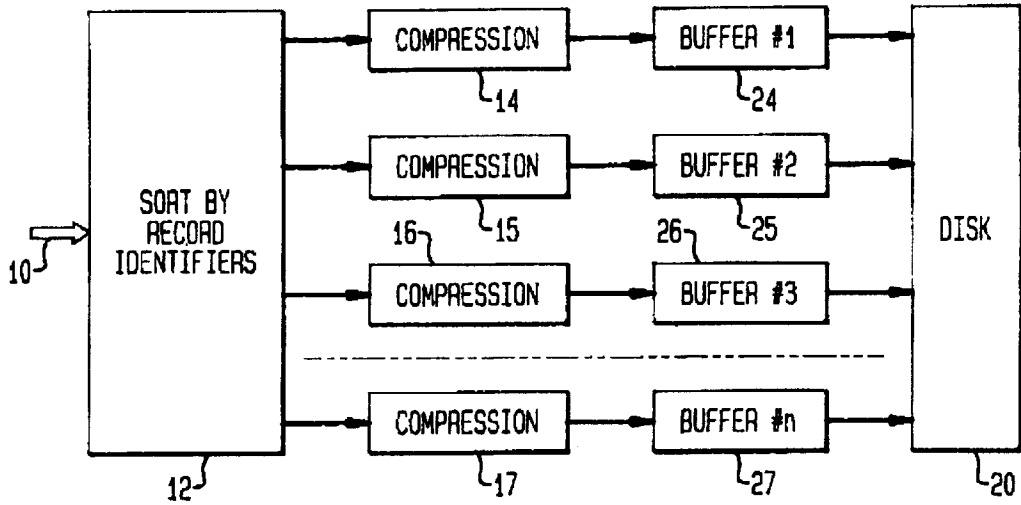 COMPRESSION
BUFFER #1
14
24
COMPRESSION
BUFFER #2
15
25
SORT BY
RECORD
IDENTIFIERS
DISK
10
16
26
COMPRESSION
BUFFER #3
COMPRESSION
BUFFER #n
12
17
27
20